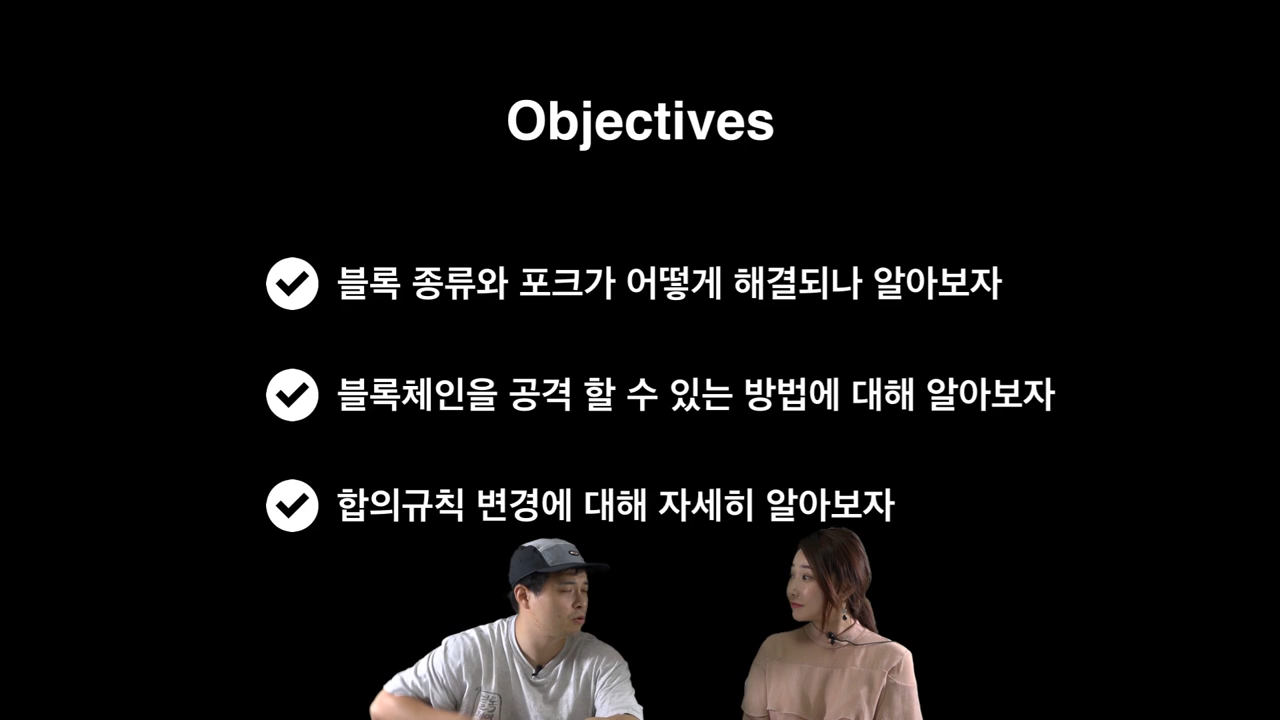 Objectives
블록 종류와 포크가 어떻게 해결되나 알아보자
블록체인을 공격 할 수 있는 방법에 대해 알아보자
합의규칙 변경에 대해 자세히 알아보자